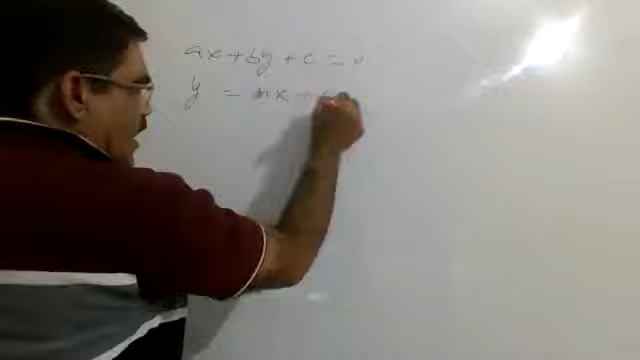 ax + by + c = 0
y = mx +